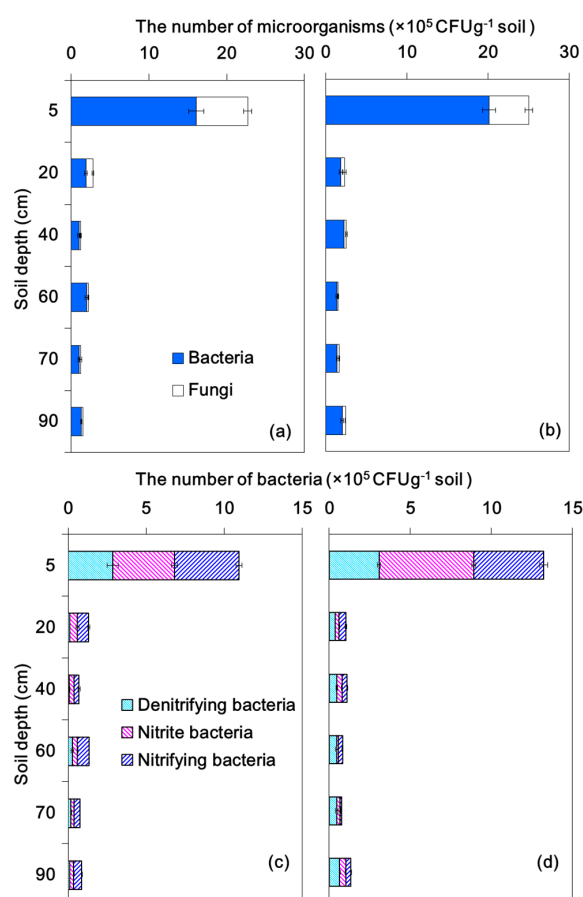 The number of microorganisms (×10⁵ CFUg⁻¹ soil)
0 10 20 30 0 10 20 30
Soil depth (cm)
5
20
40
60
70
90
Bacteria
Fungi
(a) (b)
The number of bacteria (×10⁵ CFUg⁻¹ soil )
0 5 10 15 0 5 10 15
Soil depth (cm)
5
20
40
60
70
90
Denitrifying bacteria
Nitrite bacteria
Nitrifying bacteria
(c) (d)